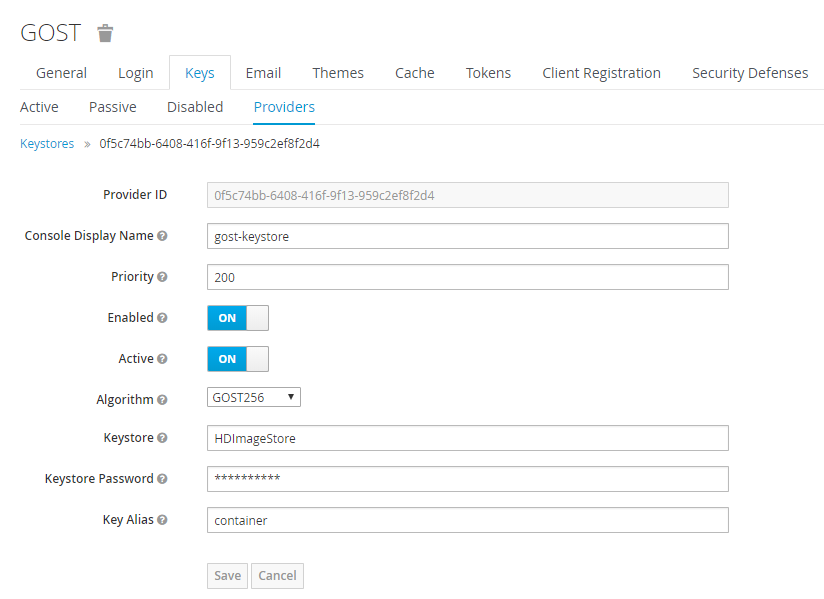 GOST
General Login Keys Email Themes Cache Tokens Client Registration Security Defenses
Active Passive Disabled Providers
Keystores » 0f5c74bb-6408-416f-9f13-959c2ef8f2d4
Provider ID 0f5c74bb-6408-416f-9f13-959c2ef8f2d4
Console Display Name gost-keystore
Priority 200
Enabled ON
Active ON
Algorithm GOST256
Keystore HDImageStore
Keystore Password **********
Key Alias container
Save Cancel